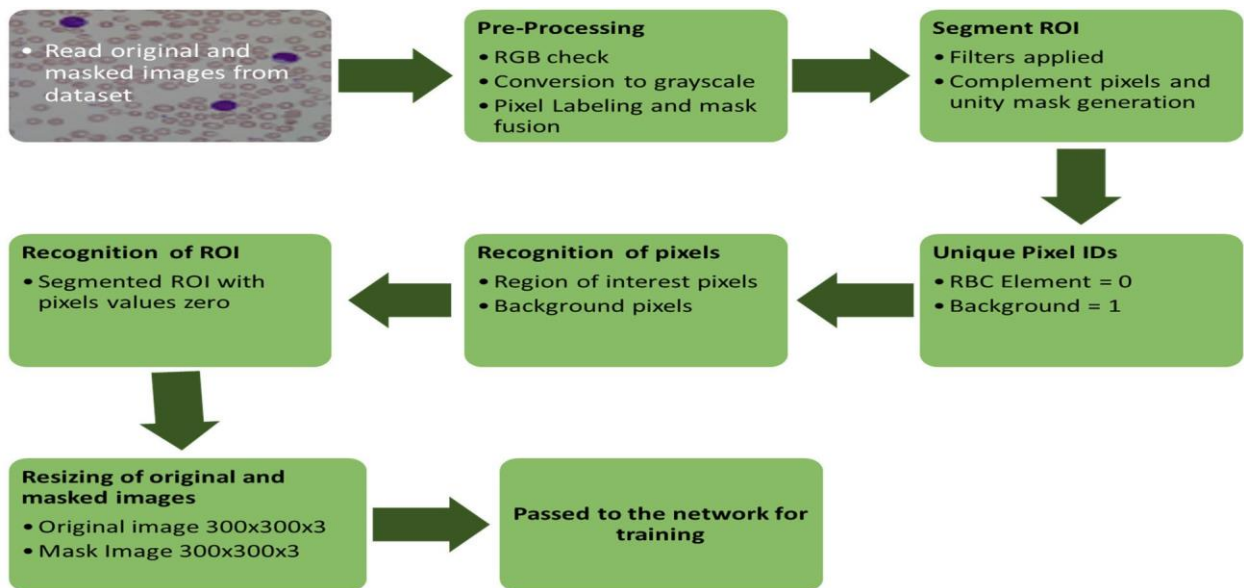 • Read original and
masked images from
dataset
Pre-Processing
• RGB check
• Conversion to grayscale
• Pixel Labeling and mask
fusion
Segment ROI
• Filters applied
• Complement pixels and
unity mask generation
Unique Pixel IDs
• RBC Element = 0
• Background = 1
Recognition of pixels
• Region of interest pixels
• Background pixels
Recognition of ROI
• Segmented ROI with
pixels values zero
Resizing of original and
masked images
• Original image 300x300x3
• Mask Image 300x300x3
Passed to the network for
training